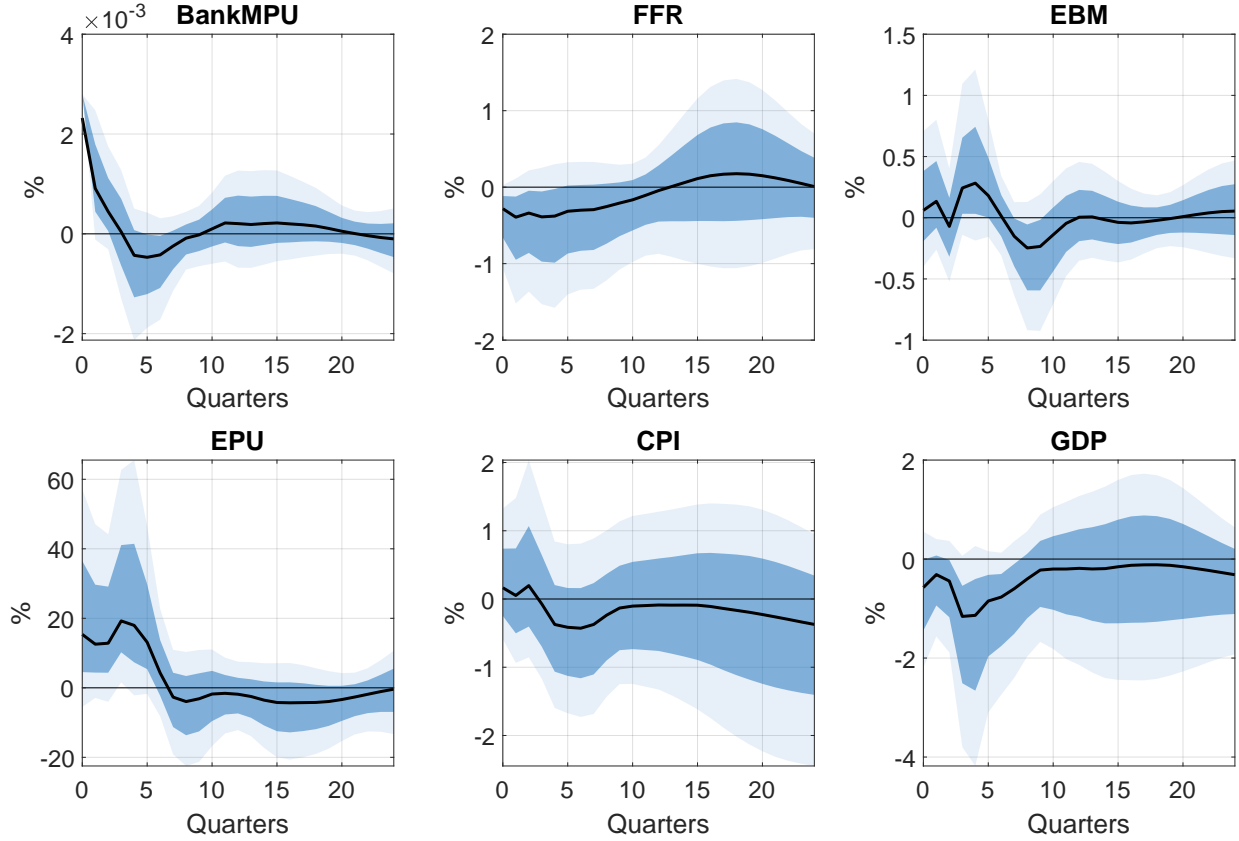 BankMPU FFR EBM
×10⁻³
4 2 1.5
1
2 1
0.5
% 0 % 0 % 0
-1 -0.5
-2 -2 -1
0 5 10 15 20 0 5 10 15 20 0 5 10 15 20
Quarters Quarters Quarters
EPU CPI GDP
60 2 2
40 1 0
% 20 % 0 %
-1 -2
0
-20 -2 -4
0 5 10 15 20 0 5 10 15 20 0 5 10 15 20
Quarters Quarters Quarters